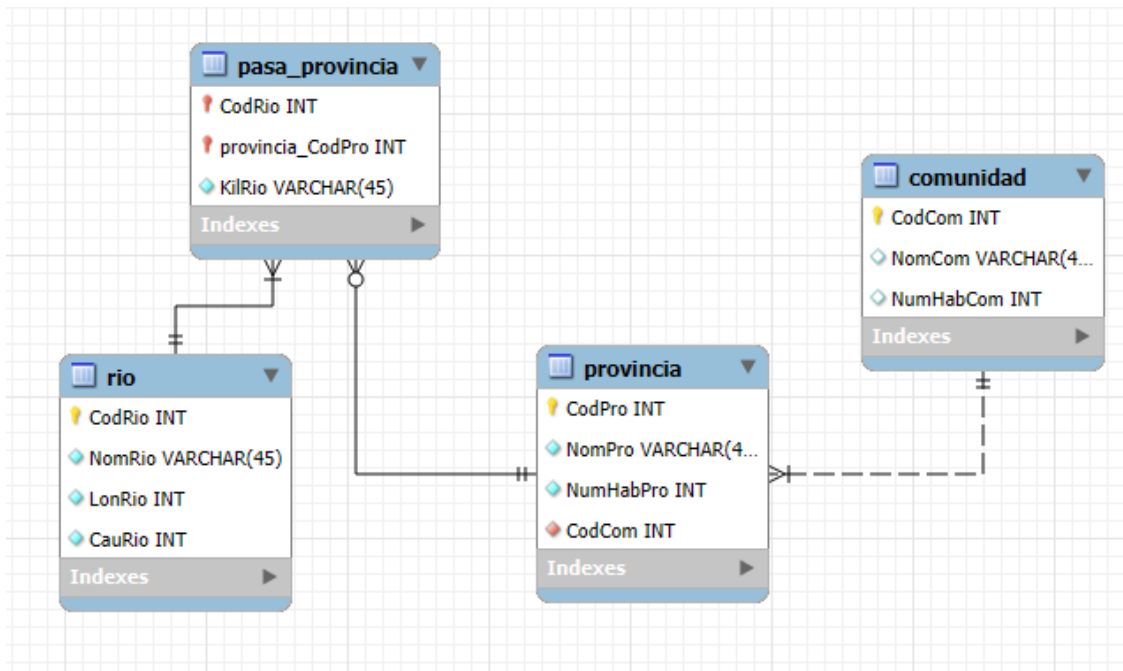 pasa_provincia
CodRio INT
provincia_CodPro INT
KilRio VARCHAR(45)
Indexes
comunidad
CodCom INT
NomCom VARCHAR(4...
NumHabCom INT
Indexes
rio
CodRio INT
NomRio VARCHAR(45)
LonRio INT
CauRio INT
Indexes
provincia
CodPro INT
NomPro VARCHAR(4...
NumHabPro INT
CodCom INT
Indexes